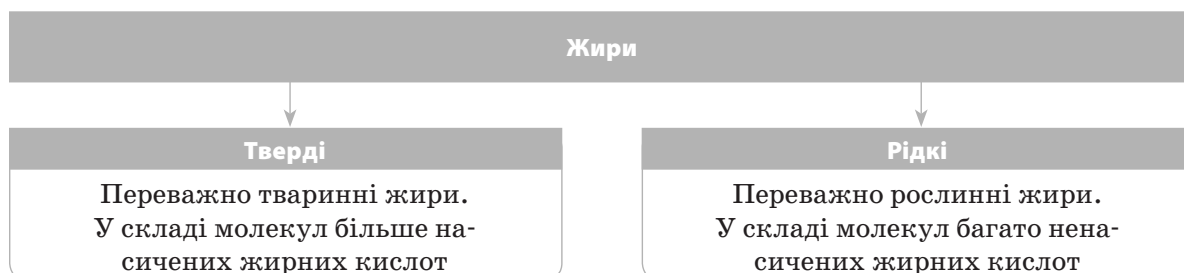 Жири
Тверді
Переважно тваринні жири.
У складі молекул більше на-
сичених жирних кислот
Рідкі
Переважно рослинні жири.
У складі молекул багато нена-
сичених жирних кислот